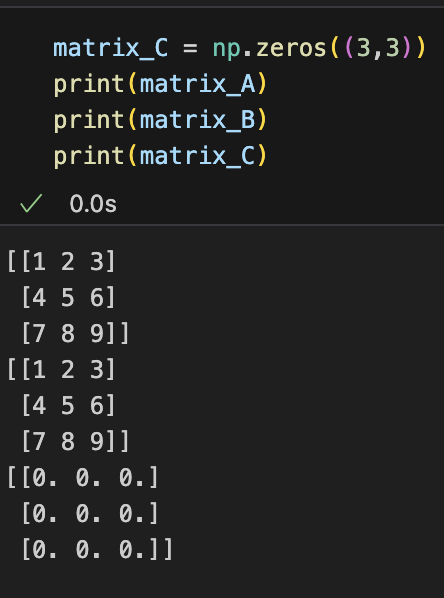 matrix_C = np.zeros((3,3))
print(matrix_A)
print(matrix_B)
print(matrix_C)
✓ 0.0s
[[1 2 3]
 [4 5 6]
 [7 8 9]]
[[1 2 3]
 [4 5 6]
 [7 8 9]]
[[0. 0. 0.]
 [0. 0. 0.]
 [0. 0. 0.]]